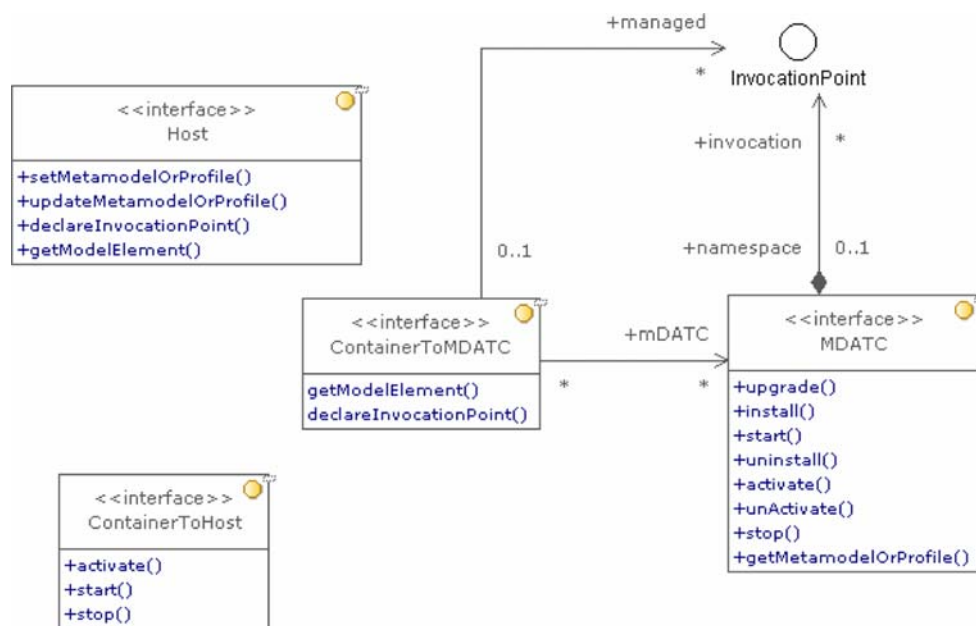 +managed
*
InvocationPoint
<<interface>>
Host
+setMetamodelOrProfile()
+updateMetamodelOrProfile()
+declareInvocationPoint()
+getModelElement()
+invocation *
+namespace 0..1
0..1
<<interface>>
ContainerToMDATC
getModelElement()
declareInvocationPoint()
+mDATC
* *
<<interface>>
MDATC
+upgrade()
+install()
+start()
+uninstall()
+activate()
+unActivate()
+stop()
+getMetamodelOrProfile()
<<interface>>
ContainerToHost
+activate()
+start()
+stop()